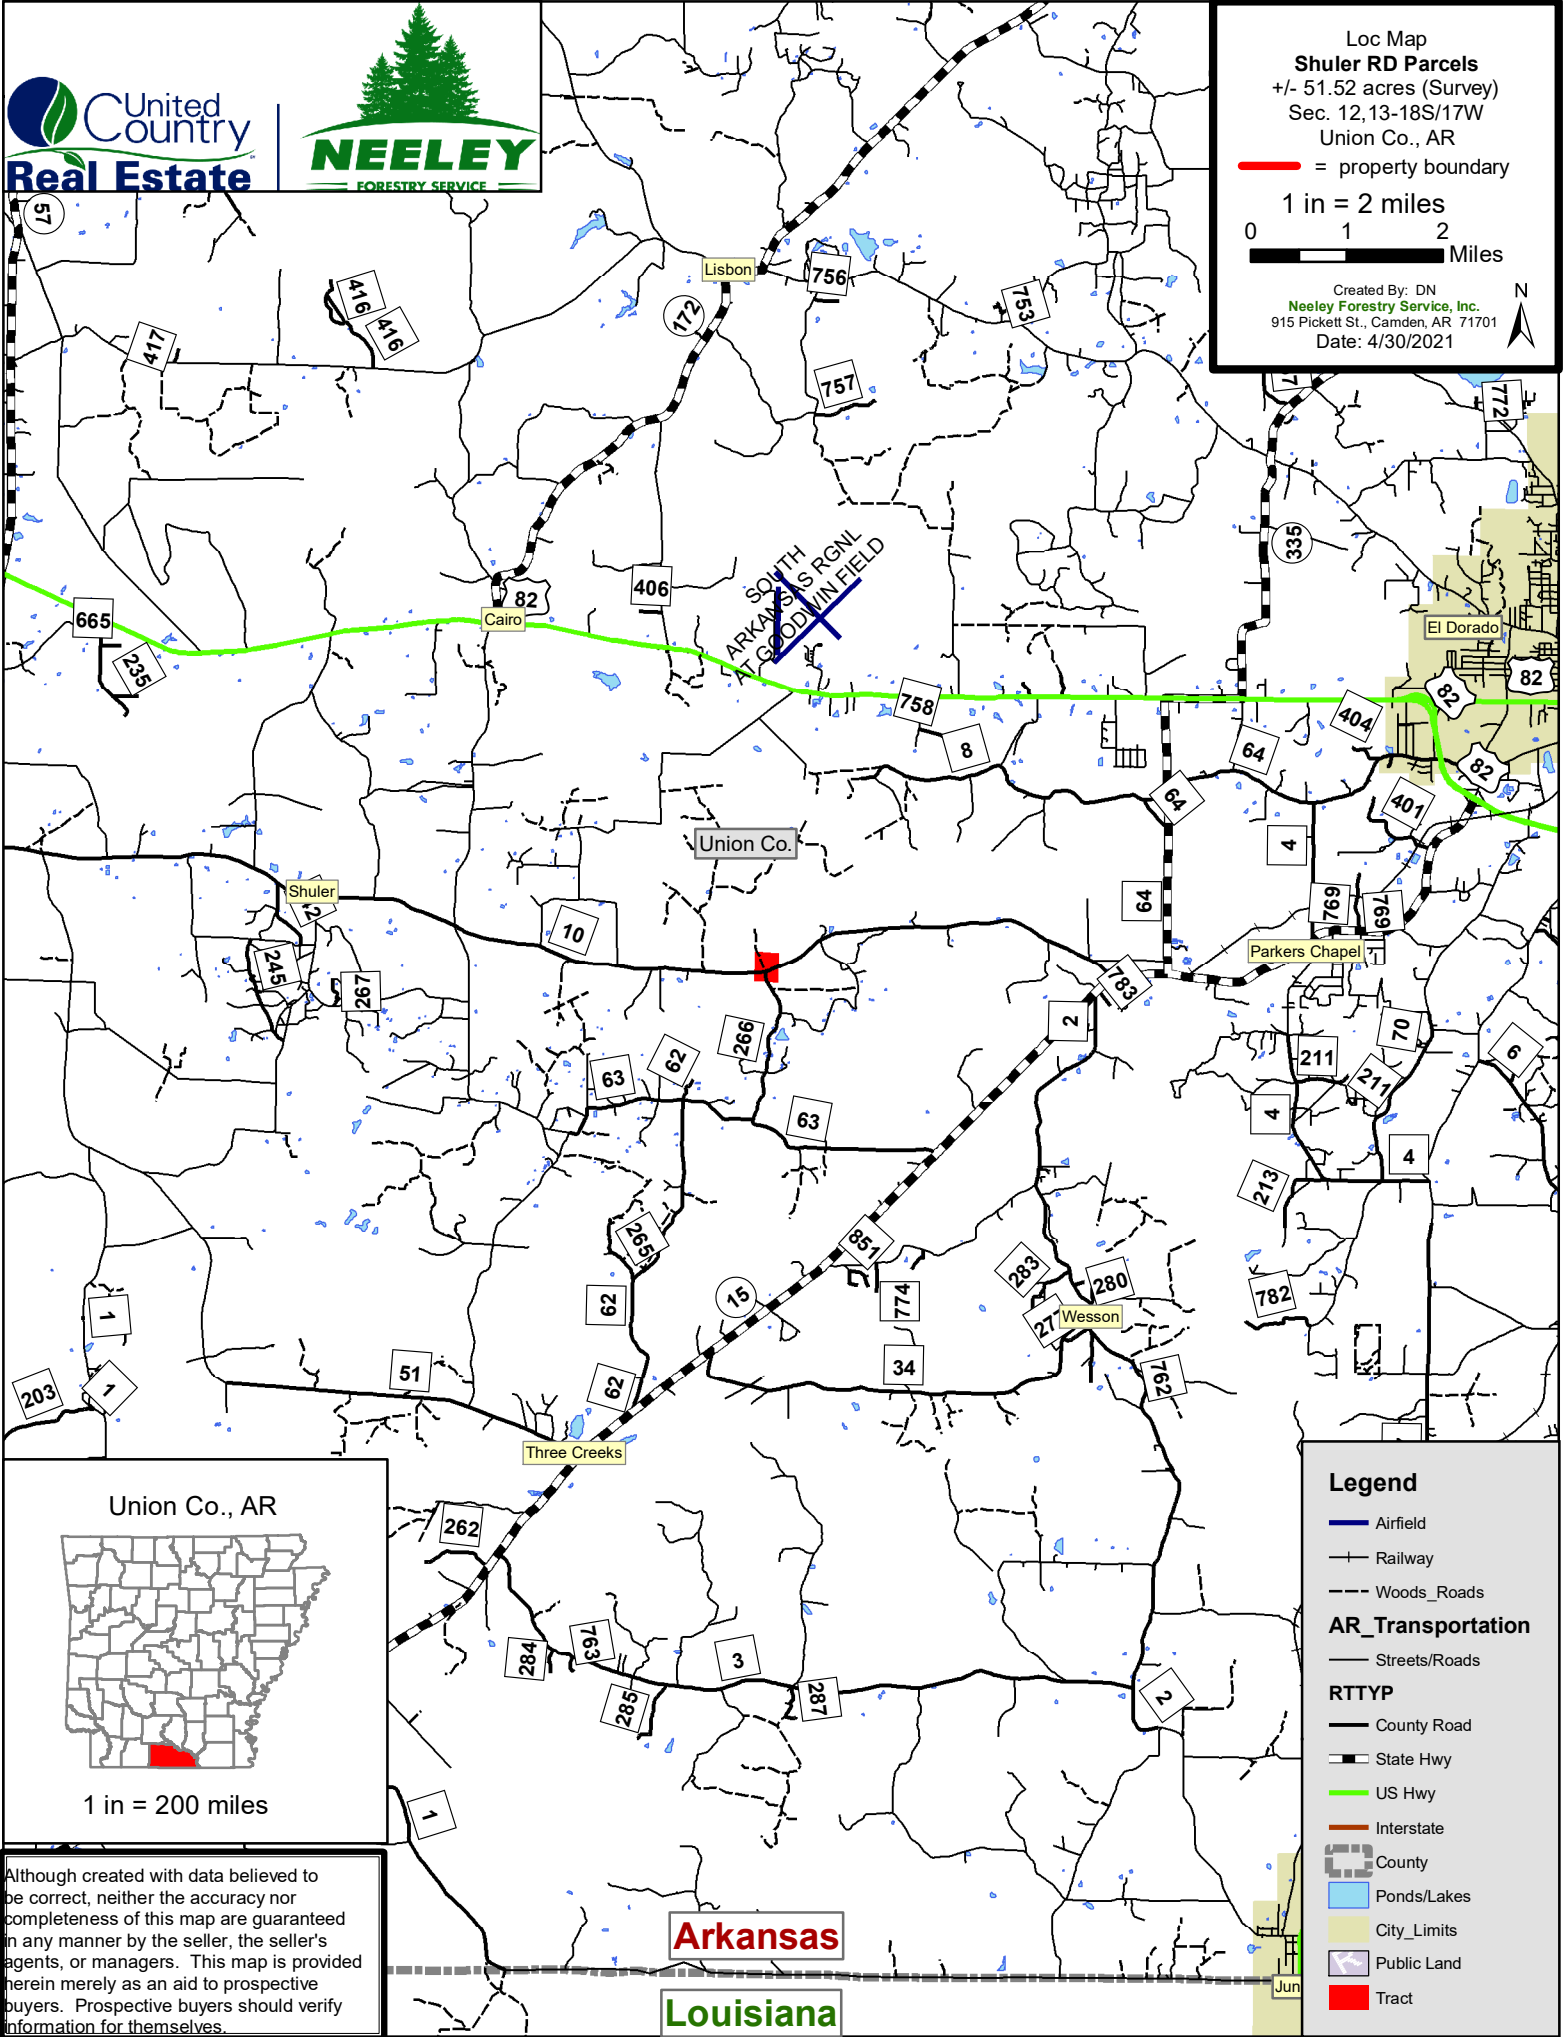 United
Country
Real Estate
NEELEY
FORESTRY SERVICE
Loc Map
Shuler RD Parcels
+/- 51.52 acres (Survey)
Sec. 12,13-18S/17W
Union Co., AR
= property boundary
1 in = 2 miles
0 1 2
Miles
Created By: DN
Neeley Forestry Service, Inc.
915 Pickett St., Camden, AR 71701
Date: 4/30/2021
N
57
Lisbon
756
416
416
172
753
417
757
772
SOUTH
ARKANSAS RGNL
AT GOODWIN FIELD
335
406
82
Cairo
665
235
El Dorado
82
82
758
404
8
64
82
64
401
Union Co.
4
Shuler
10
64
769
769
Parkers Chapel
245
267
783
2
266
62
63
70
211
211
6
63
4
4
213
265
851
283
280
62
15
774
782
1
Wesson
51
34
62
762
203
1
Three Creeks
262
284
763
3
285
287
2
1
Union Co., AR
1 in = 200 miles
Although created with data believed to
be correct, neither the accuracy nor
completeness of this map are guaranteed
in any manner by the seller, the seller's
agents, or managers. This map is provided
herein merely as an aid to prospective
buyers. Prospective buyers should verify
information for themselves.
Arkansas
Louisiana
Jun
Legend
Airfield
Railway
Woods_Roads
AR_Transportation
Streets/Roads
RTTYP
County Road
State Hwy
US Hwy
Interstate
County
Ponds/Lakes
City_Limits
Public Land
Tract